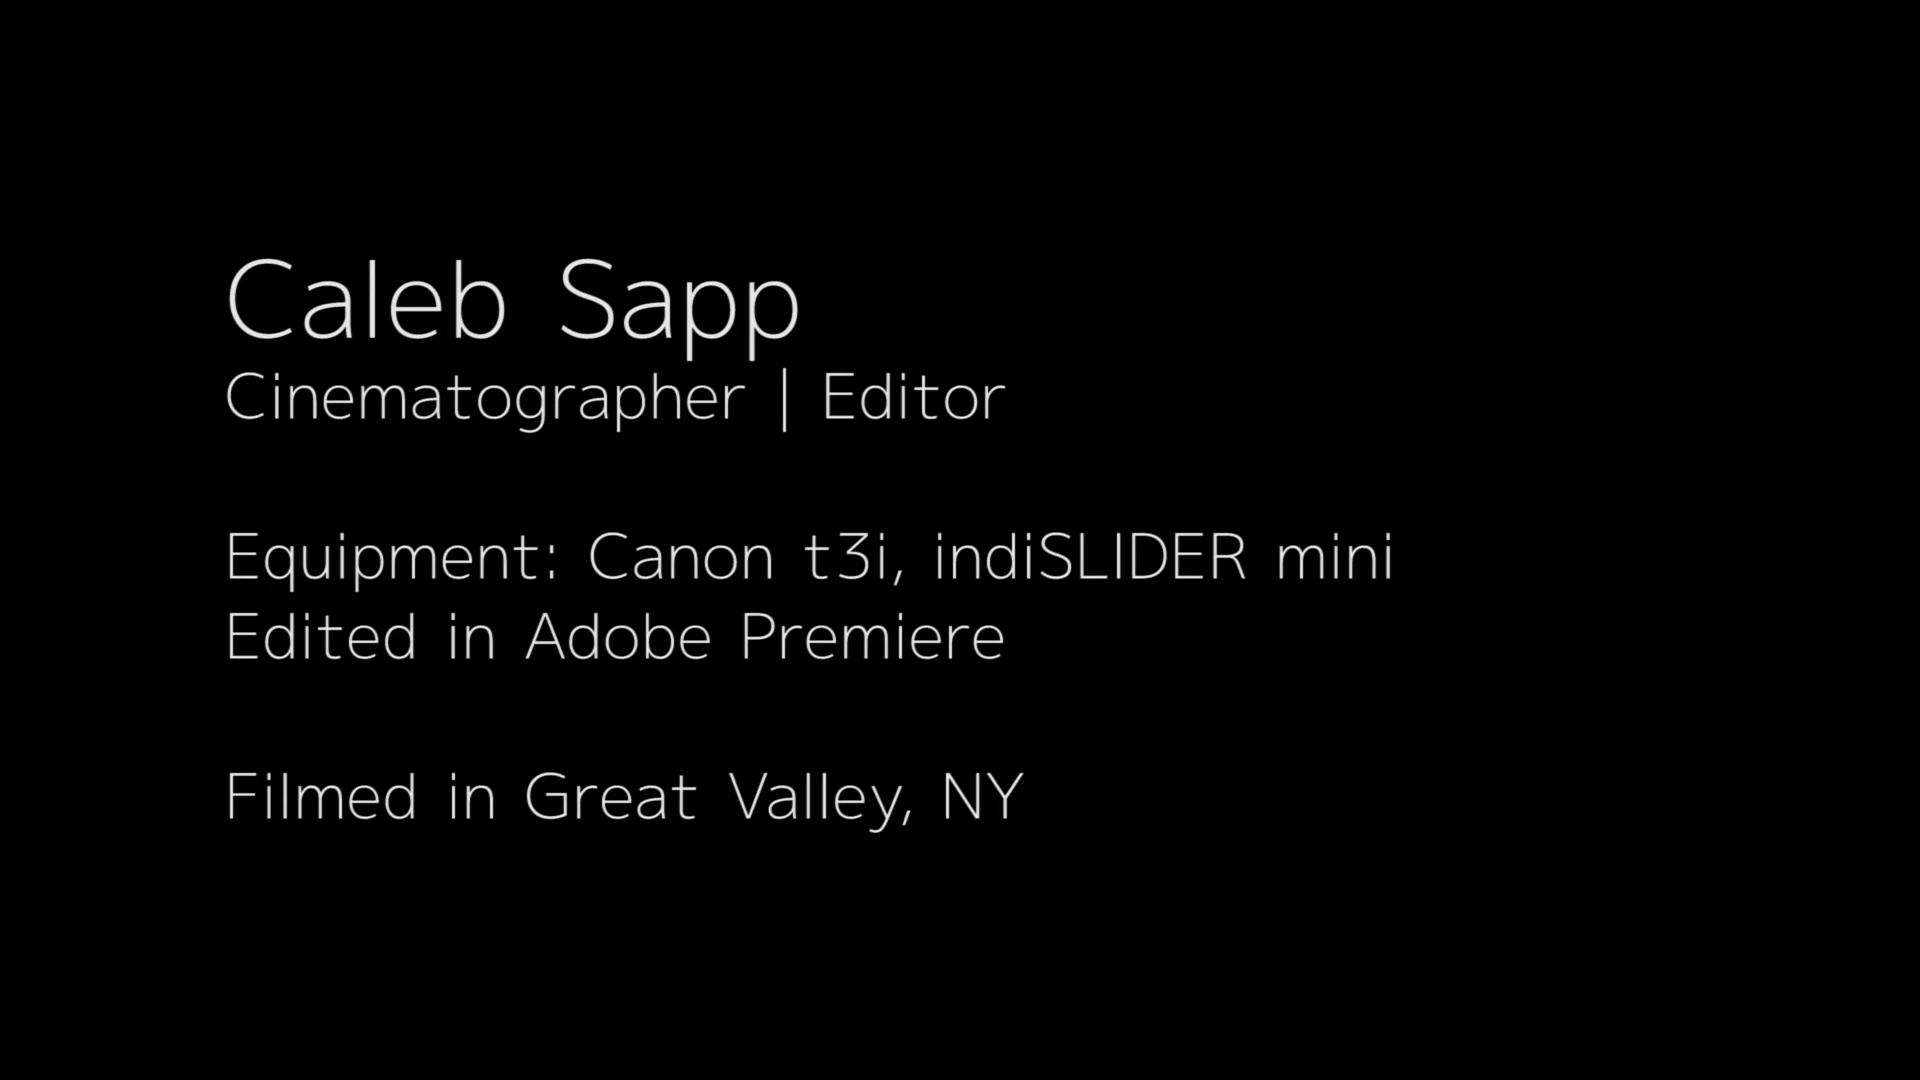 Caleb Sapp
Cinematographer | Editor
Equipment: Canon t3i, indiSLIDER mini
Edited in Adobe Premiere
Filmed in Great Valley, NY